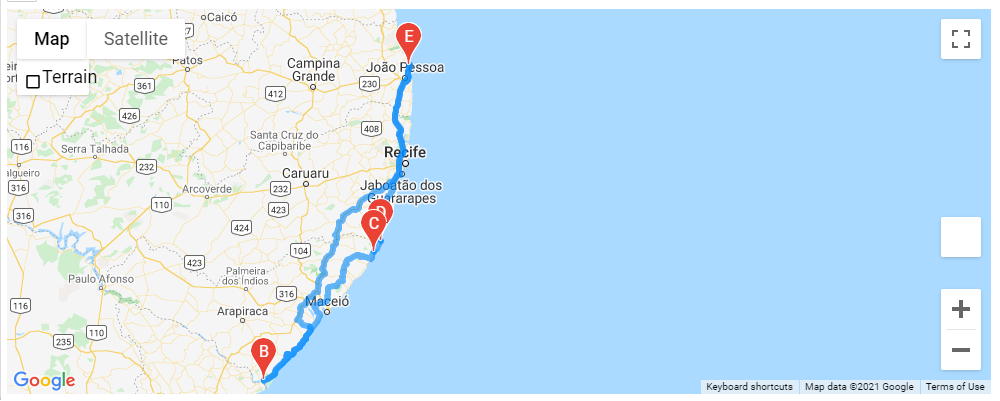 Map
Satellite
Terrain
Caicó
Patos
Campina
Grande
João Pessoa
E
230
361
412
426
408
116
Serra Talhada
Santa Cruz do
Capibaribe
Recife
232
algueiro
Caruaru
Jaboatão dos
Guararapes
316
Arcoverde
232
110
423
424
D
C
104
423
Paulo Afonso
Palmeira
dos Índios
316
Maceió
116
Arapiraca
110
235
B
Google
Keyboard shortcuts
Map data ©2021 Google
Terms of Use